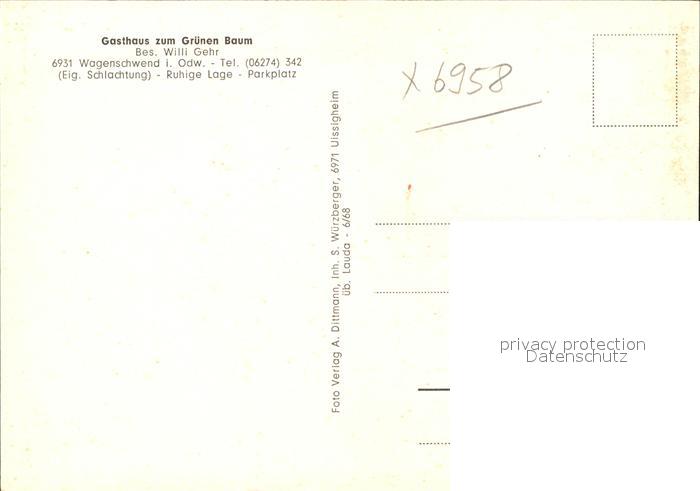 Gasthaus zum Grünen Baum
Bes. Willi Gehr
6931 Wagenschwend i. Odw. - Tel. (06274) 342
(Eig. Schlachtung) - Ruhige Lage - Parkplatz
X 6958
Foto Verlag A. Dittmann, Inh. S. Würzberger, 6971 Uissigheim
üb. Lauda - 6/68
privacy protection
Datenschutz